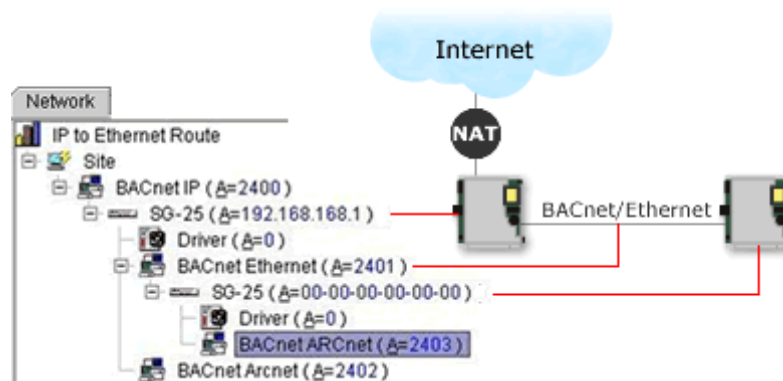 Internet
Network
NAT
IP to Ethernet Route
Site
BACnet IP (A=2400)
SG-25 (A=192.168.168.1)
BACnet/Ethernet
Driver (A=0)
BACnet Ethernet (A=2401)
SG-25 (A=00-00-00-00-00-00)
Driver (A=0)
BACnet ARCnet (A=2403)
BACnet Arcnet (A=2402)